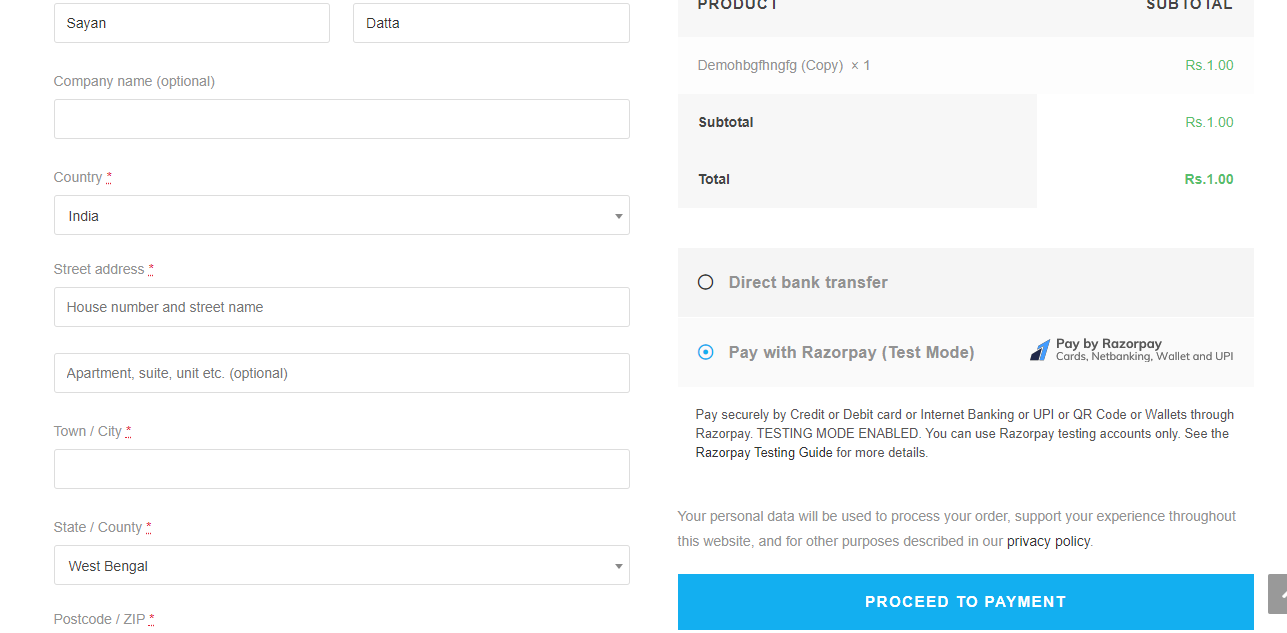 Sayan
Datta
Company name (optional)
Country *
India
Street address *
House number and street name
Apartment, suite, unit etc. (optional)
Town / City *
State / County *
West Bengal
Postcode / ZIP *
PRODUCT SUBTOTAL
Demohbgfhngfg (Copy) × 1 Rs.1.00
Subtotal Rs.1.00
Total Rs.1.00
Direct bank transfer
Pay with Razorpay (Test Mode)
Pay by Razorpay
Cards, Netbanking, Wallet and UPI
Pay securely by Credit or Debit card or Internet Banking or UPI or QR Code or Wallets through
Razorpay. TESTING MODE ENABLED. You can use Razorpay testing accounts only. See the
Razorpay Testing Guide for more details.
Your personal data will be used to process your order, support your experience throughout
this website, and for other purposes described in our privacy policy.
PROCEED TO PAYMENT